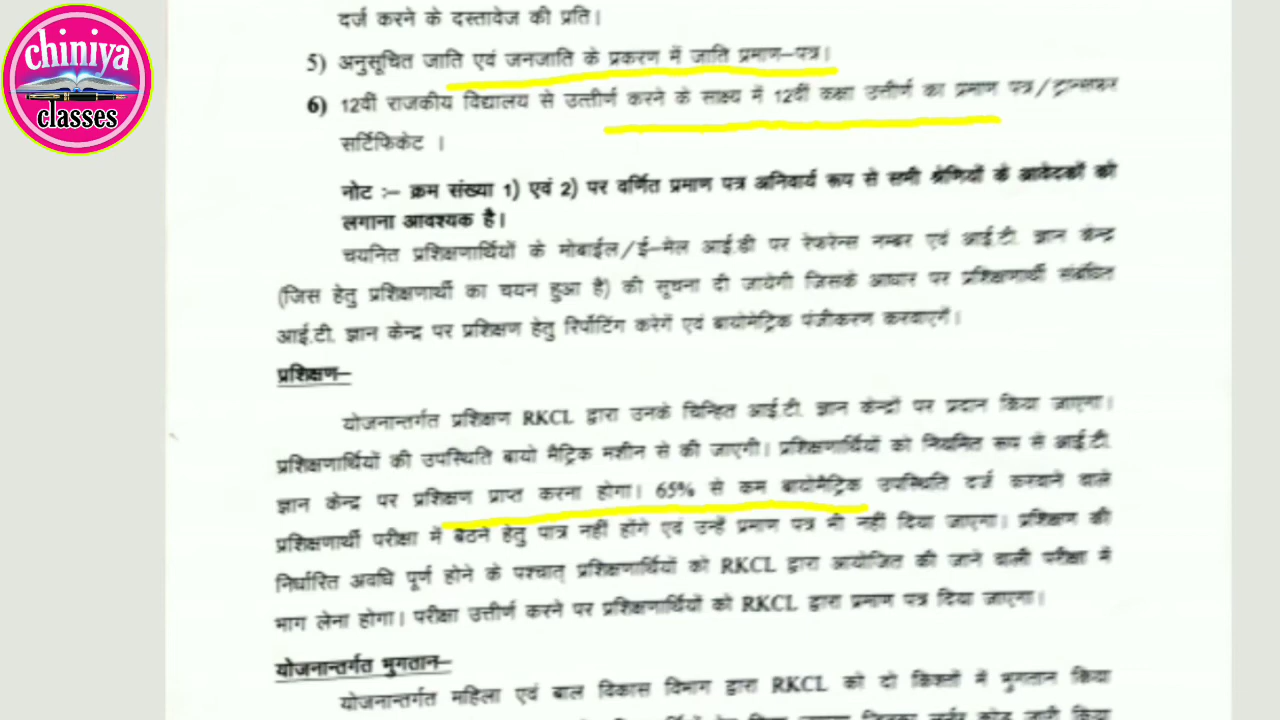 chiniya
classes
दर्ज करने के दस्तावेज की प्रति।
5) अनुसूचित जाति एवं जनजाति के प्रकरण में जाति प्रमाण–पत्र।
6) 12वीं राजकीय विद्यालय से उत्तीर्ण करने के साक्ष्य में 12वीं कक्षा उत्तीर्ण का प्रमाण पत्र/ट्रान्सफर
सर्टिफिकेट ।
नोट :– क्रम संख्या 1) एवं 2) पर वर्णित प्रमाण पत्र अनिवार्य रूप से सभी श्रेणियों के आवेदकों को
लगाना आवश्यक है।
चयनित प्रशिक्षणार्थियों के मोबाईल/ई–मेल आई.डी पर रेफरेन्स नम्बर एवं आई.टी. ज्ञान केन्द्र
(जिस हेतु प्रशिक्षणार्थी का चयन हुआ है) की सूचना दी जायेगी जिसके आधार पर प्रशिक्षणार्थी संबंधित
आई.टी. ज्ञान केन्द्र पर प्रशिक्षण हेतु रिर्पोटिंग करेगें एवं बायोमेट्रिक पंजीकरण करवाएगें।
प्रशिक्षण–
योजनान्तर्गत प्रशिक्षण RKCL द्वारा उनके चिन्हित आई.टी. ज्ञान केन्द्रों पर प्रदान किया जाएगा।
प्रशिक्षणार्थियों की उपस्थिति बायो मैट्रिक मशीन से की जाएगी। प्रशिक्षणार्थियों को नियमित रूप से आई.टी.
ज्ञान केन्द्र पर प्रशिक्षण प्राप्त करना होगा। 65% से कम बायोमैट्रिक उपस्थिति दर्ज करवाने वाले
प्रशिक्षणार्थी परीक्षा में बैठने हेतु पात्र नहीं होंगे एवं उन्हें प्रमाण पत्र भी नही दिया जाएगा। प्रशिक्षण की
निर्धारित अवधि पूर्ण होने के पश्चात् प्रशिक्षणार्थियों को RKCL द्वारा आयोजित की जाने वाली परीक्षा में
भाग लेना होगा। परीक्षा उत्तीर्ण करने पर प्रशिक्षणार्थियों को RKCL द्वारा प्रमाण पत्र दिया जाएगा।
योजनान्तर्गत भुगतान–
योजनान्तर्गत महिला एवं बाल विकास विभाग द्वारा RKCL को दो किश्तों में भुगतान किया